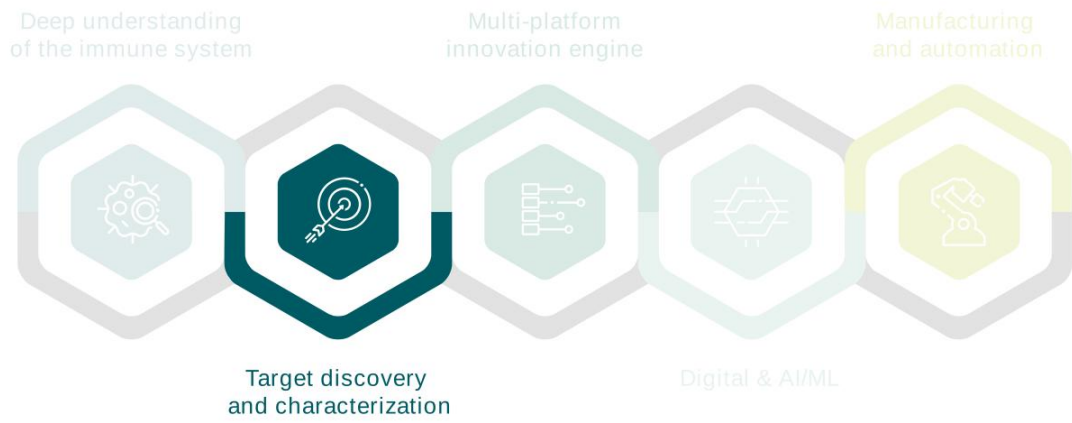 Deep understanding
of the immune system
Multi-platform
innovation engine
Manufacturing
and automation
Target discovery
and characterization
Digital & AI/ML